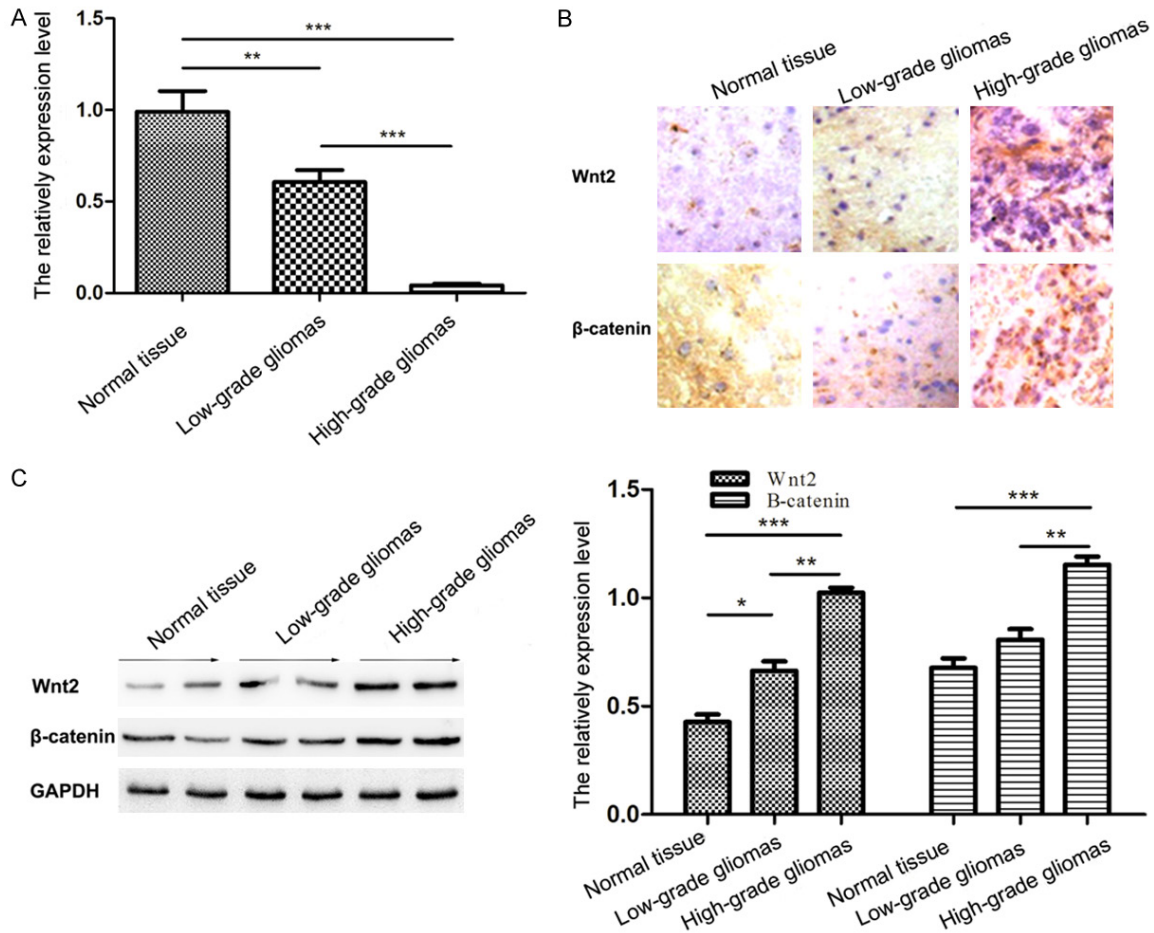 A
The relatively expression level
1.5
1.0
0.5
0.0
***
**
***
Normal tissue
Low-grade gliomas
High-grade gliomas
B
Normal tissue
Low-grade gliomas
High-grade gliomas
Wnt2
β-catenin
C
Normal tissue
Low-grade gliomas
High-grade gliomas
Wnt2
β-catenin
GAPDH
Wnt2
B-catenin
The relatively expression level
1.5
1.0
0.5
0.0
***
**
*
***
**
Normal tissue
Low-grade gliomas
High-grade gliomas
Normal tissue
Low-grade gliomas
High-grade gliomas